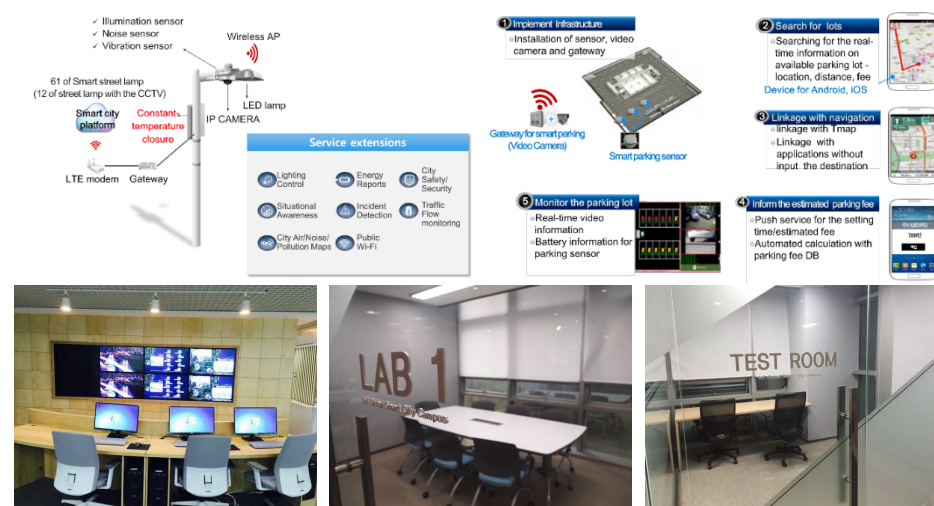 ✓ Illumination sensor
✓ Noise sensor
✓ Vibration sensor
Wireless AP
61 of Smart street lamp
(12 of street lamp with the CCTV)
LED lamp
IP CAMERA
Smart city
platform
Constant
temperature
closure
LTE modem
Gateway
Service extensions
Lighting
Control
Energy
Reports
City
Safety/
Security
Situational
Awareness
Incident
Detection
Traffic
Flow
monitoring
City Air/Noise/
Pollution Maps
Public
Wi-Fi
1 Implement Infrastructure
Installation of sensor, video
camera and gateway
Gateway for smart parking
(Video Camera)
Smart parking sensor
2 Search for lots
Searching for the real-
time information on
available parking lot -
location, distance, fee
Device for Android, iOS
3 Linkage with navigation
linkage with Tmap
Linkage with
applications without
input the destination
5 Monitor the parking lot
Real-time video
information
Battery information for
parking sensor
4 Inform the estimated parking fee
Push service for the setting
time/estimated fee
Automated calculation with
parking fee DB
LAB 1
City Campus
TEST ROOM